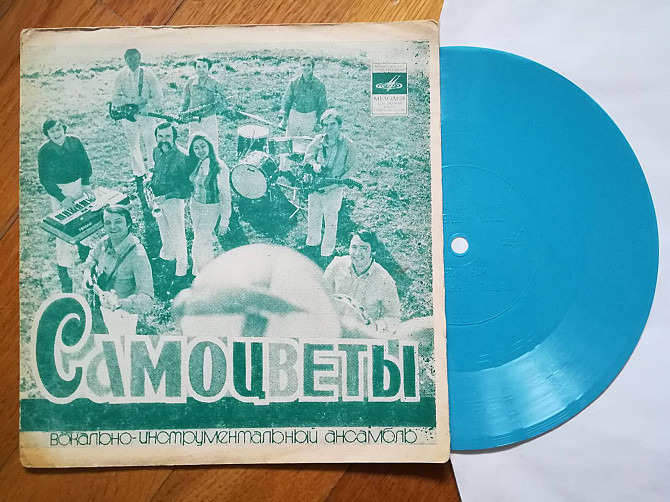 МЕЛОДИЯ
САМОЦВЕТЫ
вокально-инструментальный ансамбль